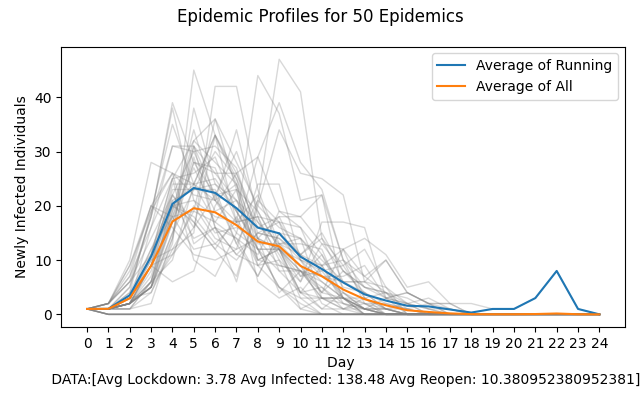 Epidemic Profiles for 50 Epidemics
Average of Running
Average of All
Newly Infected Individuals
40
30
20
10
0
0 1 2 3 4 5 6 7 8 9 10 11 12 13 14 15 16 17 18 19 20 21 22 23 24
Day
DATA:[Avg Lockdown: 3.78 Avg Infected: 138.48 Avg Reopen: 10.380952380952381]